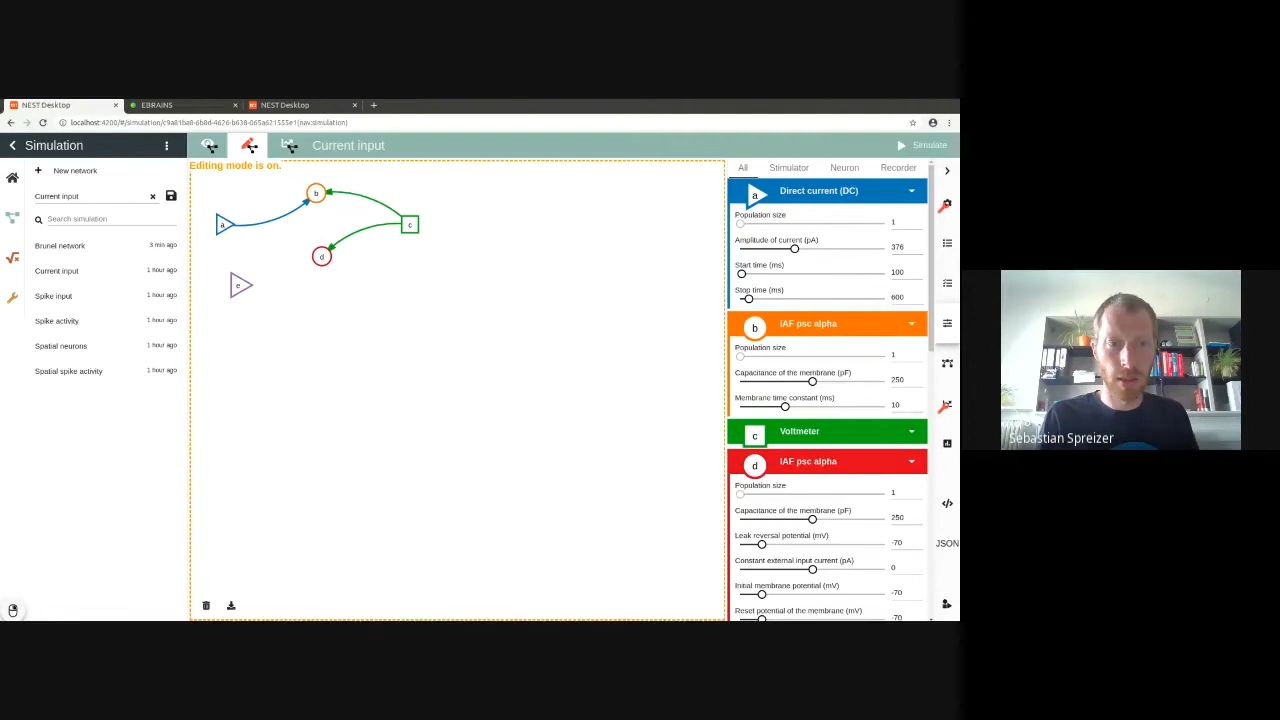 NEST Desktop
EBRAINS
NEST Desktop
Simulation
Current input
Simulate
New network
Current input
Search simulation
Brunel network 3 min ago
Current input 1 hour ago
Spike input 1 hour ago
Spike activity 1 hour ago
Spatial neurons 1 hour ago
Spatial spike activity 1 hour ago
Editing mode is on.
a
b
c
d
e
All Stimulator Neuron Recorder
a Direct current (DC)
Population size
1
Amplitude of current (pA)
376
Start time (ms)
100
Stop time (ms)
600
b IAF psc alpha
Population size
1
Capacitance of the membrane (pF)
250
Membrane time constant (ms)
10
c Voltmeter
d IAF psc alpha
Population size
1
Capacitance of the membrane (pF)
250
Leak reversal potential (mV)
-70
Constant external input current (pA)
0
Initial membrane potential (mV)
-70
Reset potential of the membrane (mV)
-70
JSON
Sebastian Spreizer